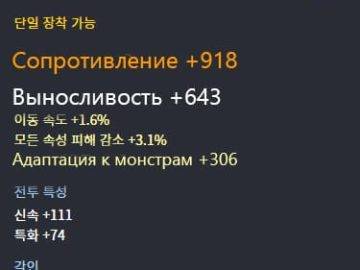 단일 장착 가능
Сопротивление +918
Выносливость +643
이동 속도 +1.6%
모든 속성 피해 감소 +3.1%
Адаптация к монстрам +306
전투 특성
신속 +111
특화 +74
각인